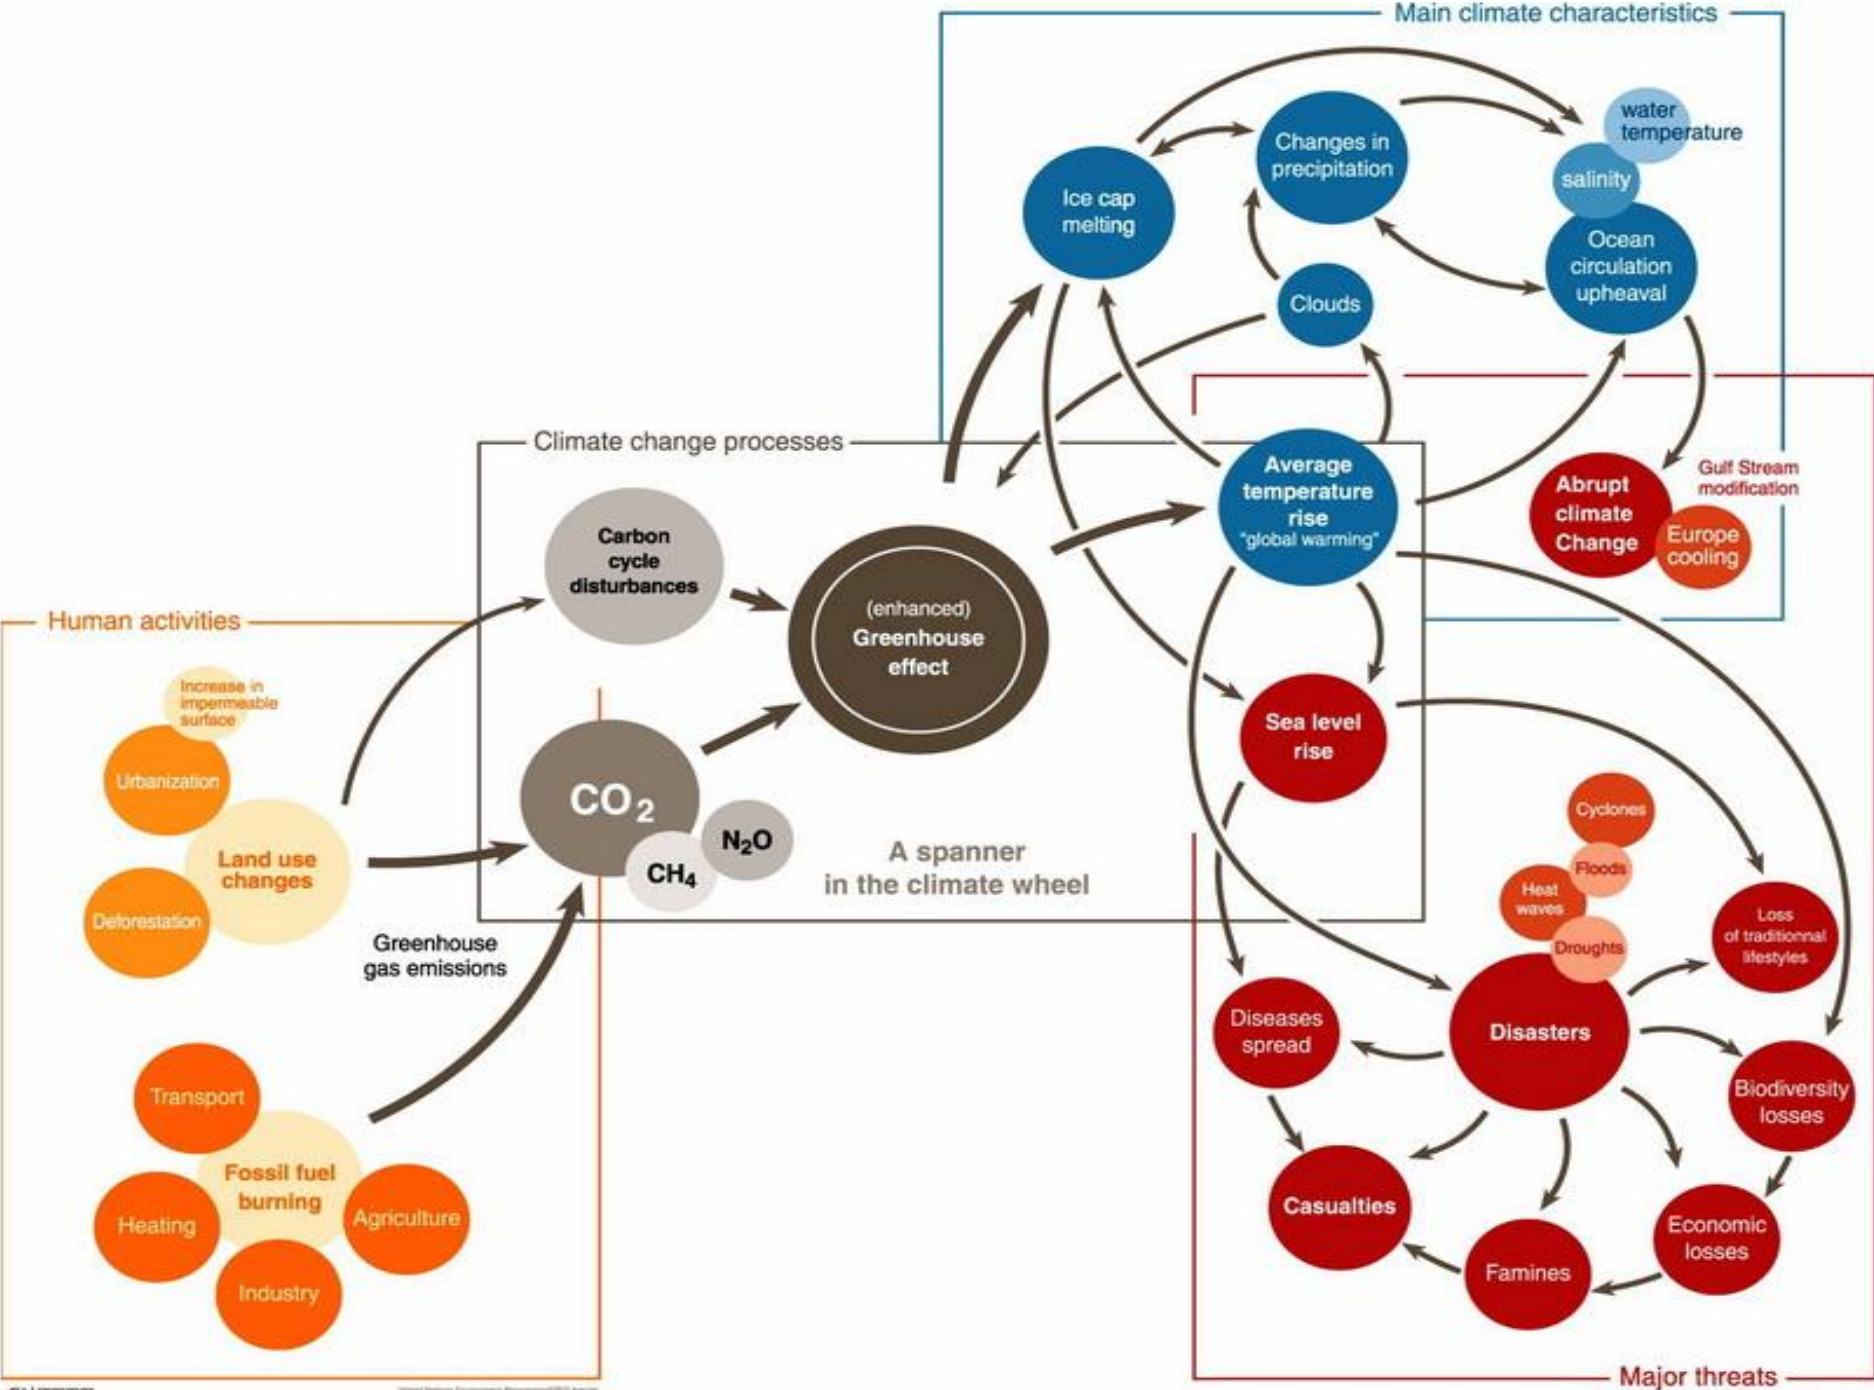 Main climate characteristics
water
temperature
Changes in
precipitation
salinity
Ice cap
melting
Ocean
circulation
upheaval
Clouds
Climate change processes
Average
temperature
rise
"global warming"
Gulf Stream
modification
Abrupt
climate
Change
Europe
cooling
Carbon
cycle
disturbances
(enhanced)
Greenhouse
effect
Human activities
Increase in
impermeable
surface
Urbanization
Land use
changes
Deforestation
CO2
CH4
N2O
A spanner
in the climate wheel
Sea level
rise
Greenhouse
gas emissions
Cyclones
Floods
Heat
waves
Droughts
Loss
of traditionnal
lifestyles
Diseases
spread
Disasters
Biodiversity
losses
Transport
Fossil fuel
burning
Heating
Agriculture
Industry
Casualties
Economic
losses
Famines
Major threats